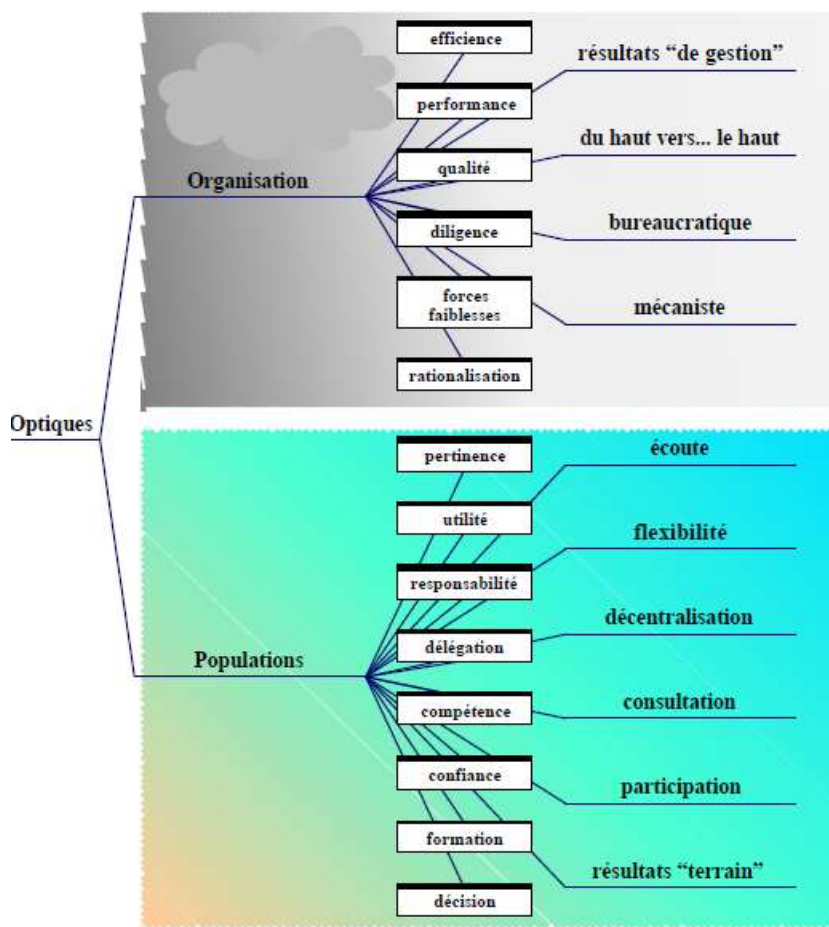 Optiques
Organisation
efficience
performance
qualité
diligence
forces
faiblesses
rationalisation
résultats “de gestion”
du haut vers... le haut
bureaucratique
mécaniste
Populations
pertinence
utilité
responsabilité
délégation
compétence
confiance
formation
décision
écoute
flexibilité
décentralisation
consultation
participation
résultats “terrain”